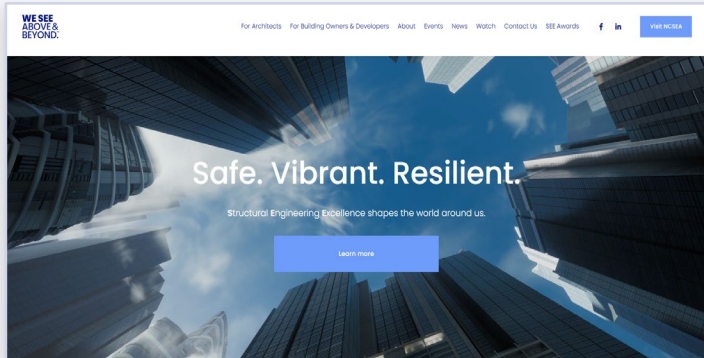 WE SEE
ABOVE &
BEYOND.
For Architects For Building Owners & Developers About Events News Watch Contact Us SEE Awards f in Visit NCSEA
Safe. Vibrant. Resilient.
Structural Engineering Excellence shapes the world around us.
Learn more